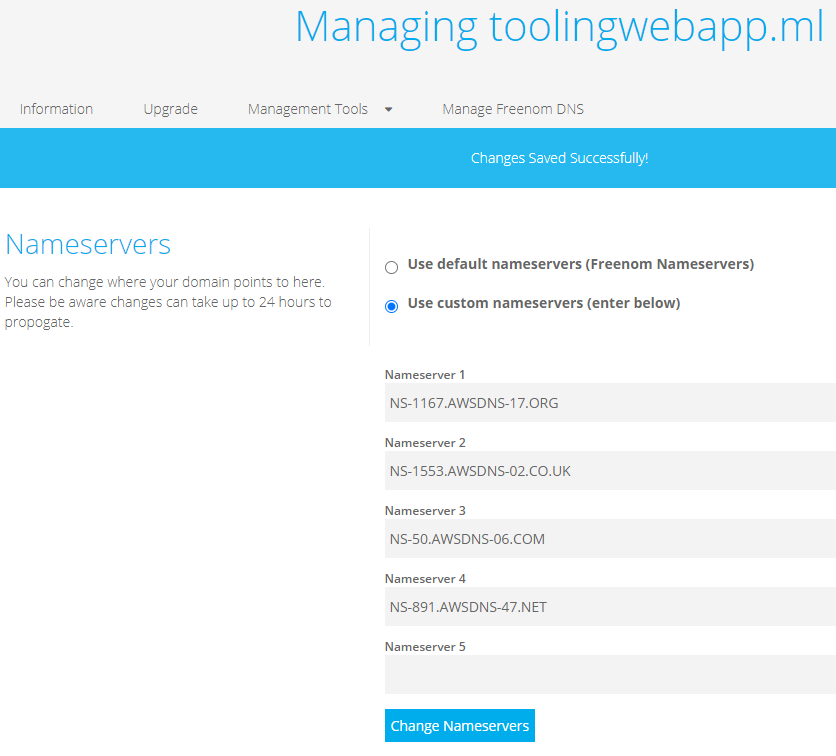 Managing toolingwebapp.ml
Information Upgrade Management Tools Manage Freenom DNS
Changes Saved Successfully!
Nameservers
You can change where your domain points to here.
Please be aware changes can take up to 24 hours to
propogate.
Use default nameservers (Freenom Nameservers)
Use custom nameservers (enter below)
Nameserver 1
NS-1167.AWSDNS-17.ORG
Nameserver 2
NS-1553.AWSDNS-02.CO.UK
Nameserver 3
NS-50.AWSDNS-06.COM
Nameserver 4
NS-891.AWSDNS-47.NET
Nameserver 5
Change Nameservers